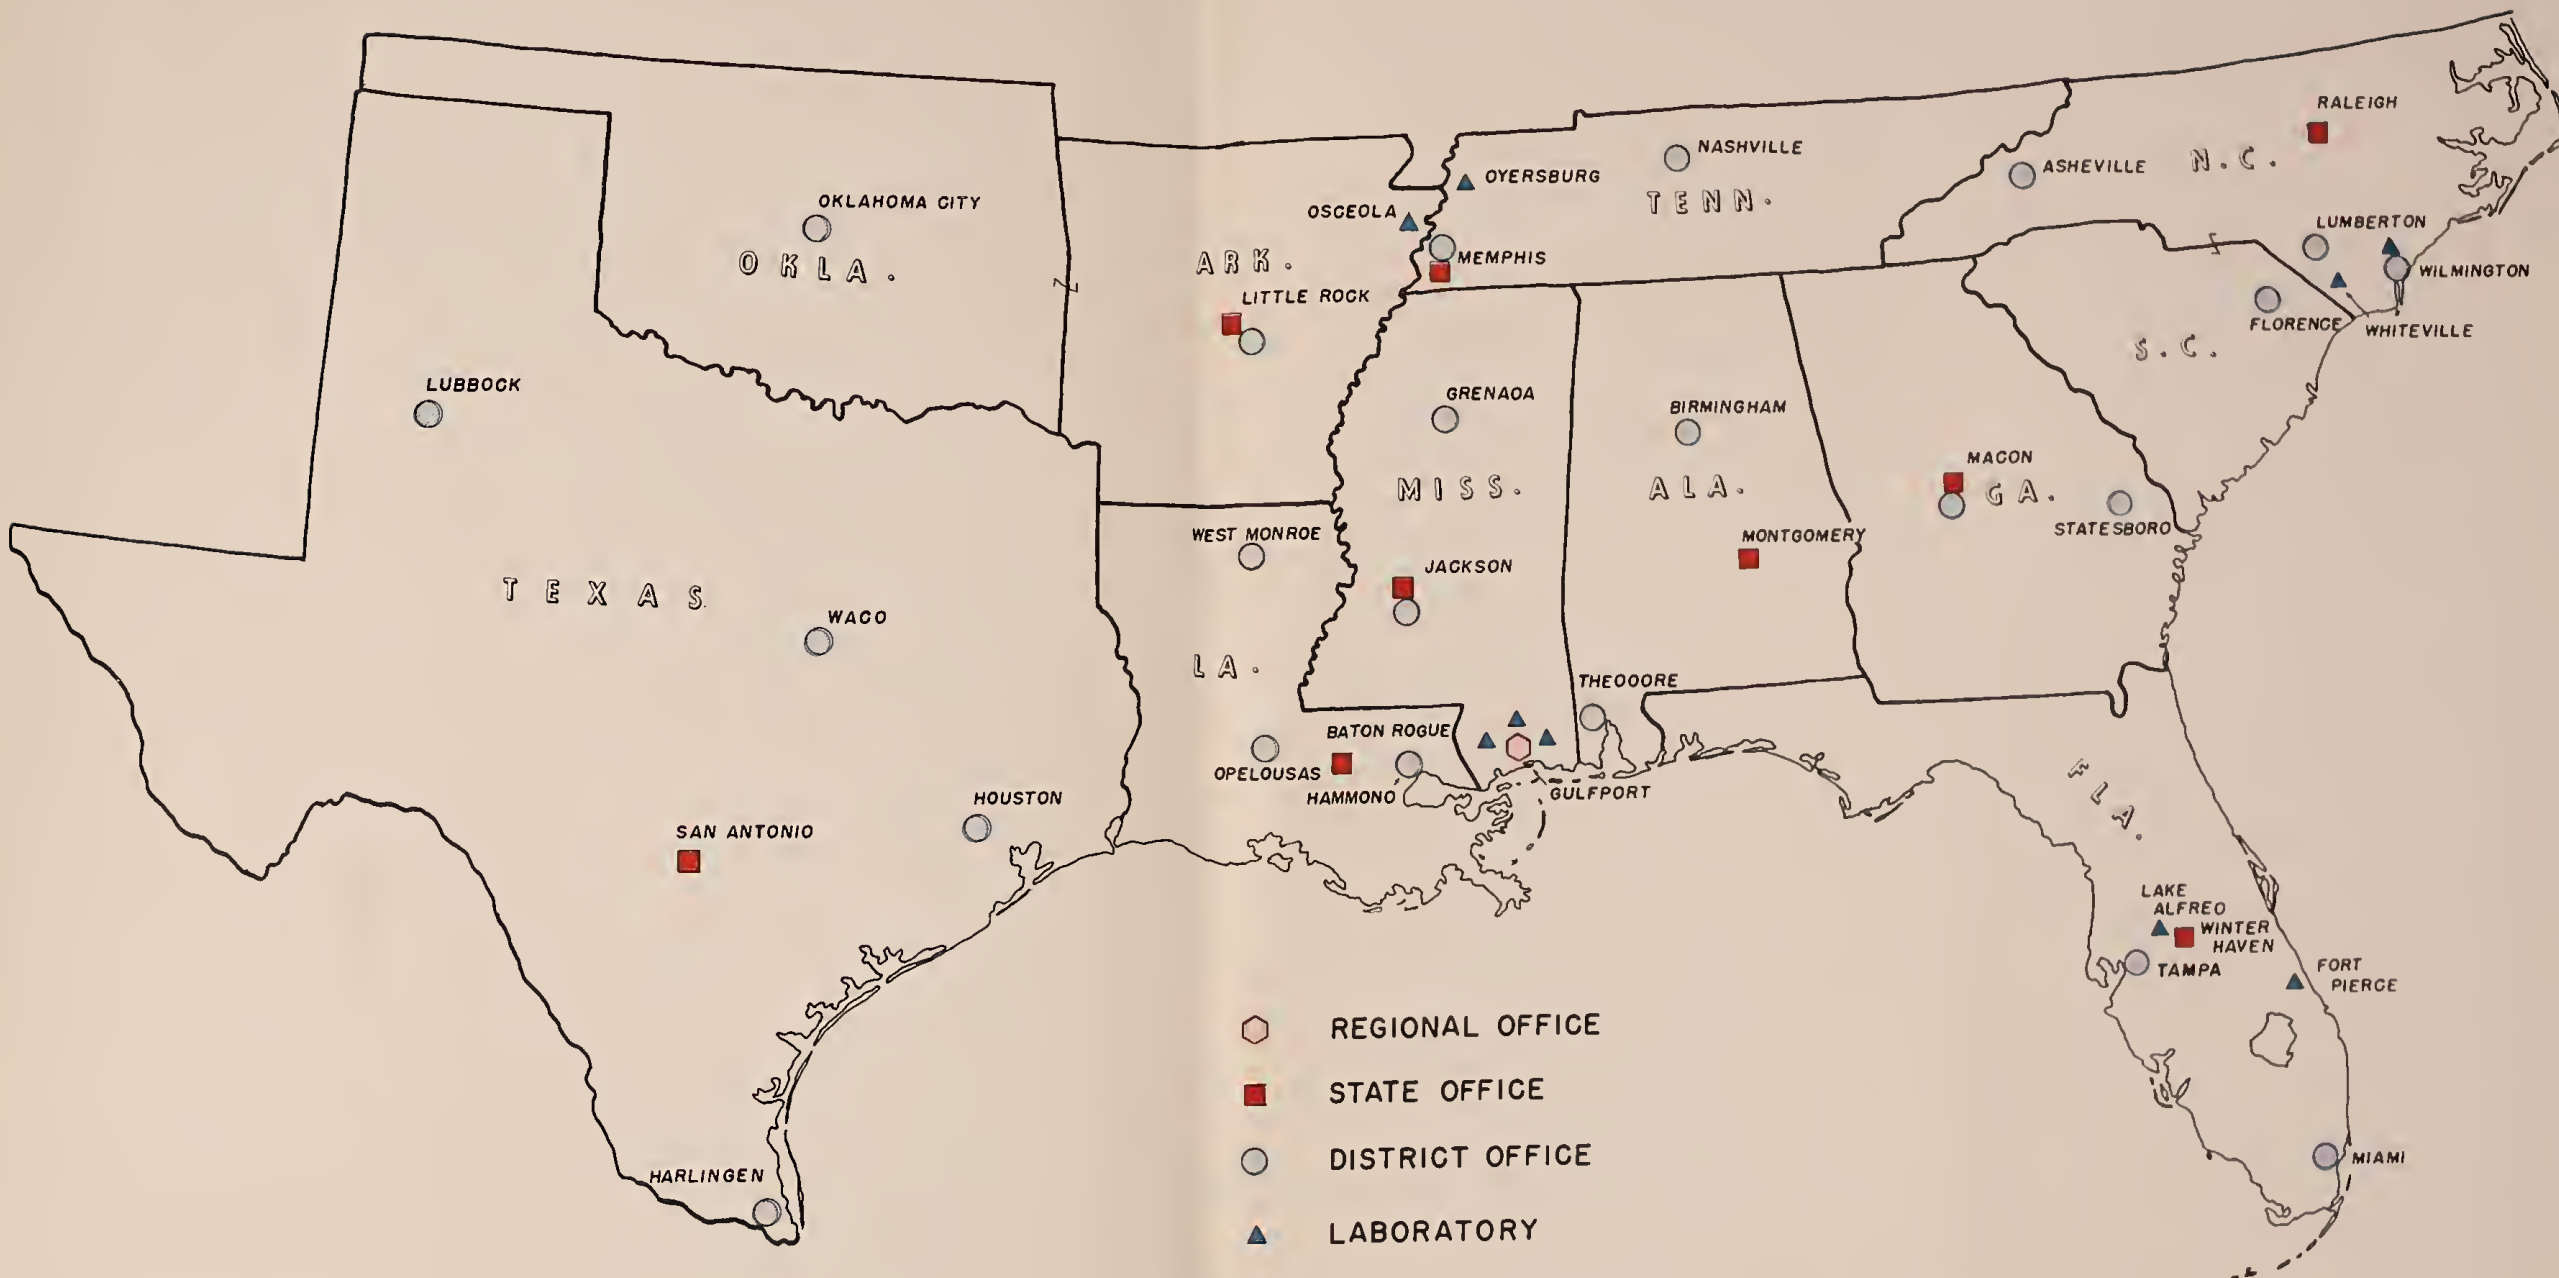 RALEIGH
NASHVILLE
ASHEVILLE
N.C.
OYERSBURG
TENN.
OKLAHOMA CITY
OSCEOLA
LUMBERTON
OKLA.
ARK.
MEMPHIS
WILMINGTON
LITTLE ROCK
FLORENCE
WHITEVILLE
S.C.
LUBBOCK
GRENAOA
BIRMINGHAM
MACON
MISS.
ALA.
GA.
WEST MONROE
MONTGOMERY
STATESBORO
JACKSON
TEXAS
WACO
LA.
THEOOORE
BATON ROGUE
OPELOUSAS
HAMMONO
GULFPORT
FLA.
HOUSTON
SAN ANTONIO
LAKE
ALFREO
WINTER
HAVEN
TAMPA
FORT
PIERCE
REGIONAL OFFICE
STATE OFFICE
DISTRICT OFFICE
LABORATORY
HARLINGEN
MIAMI